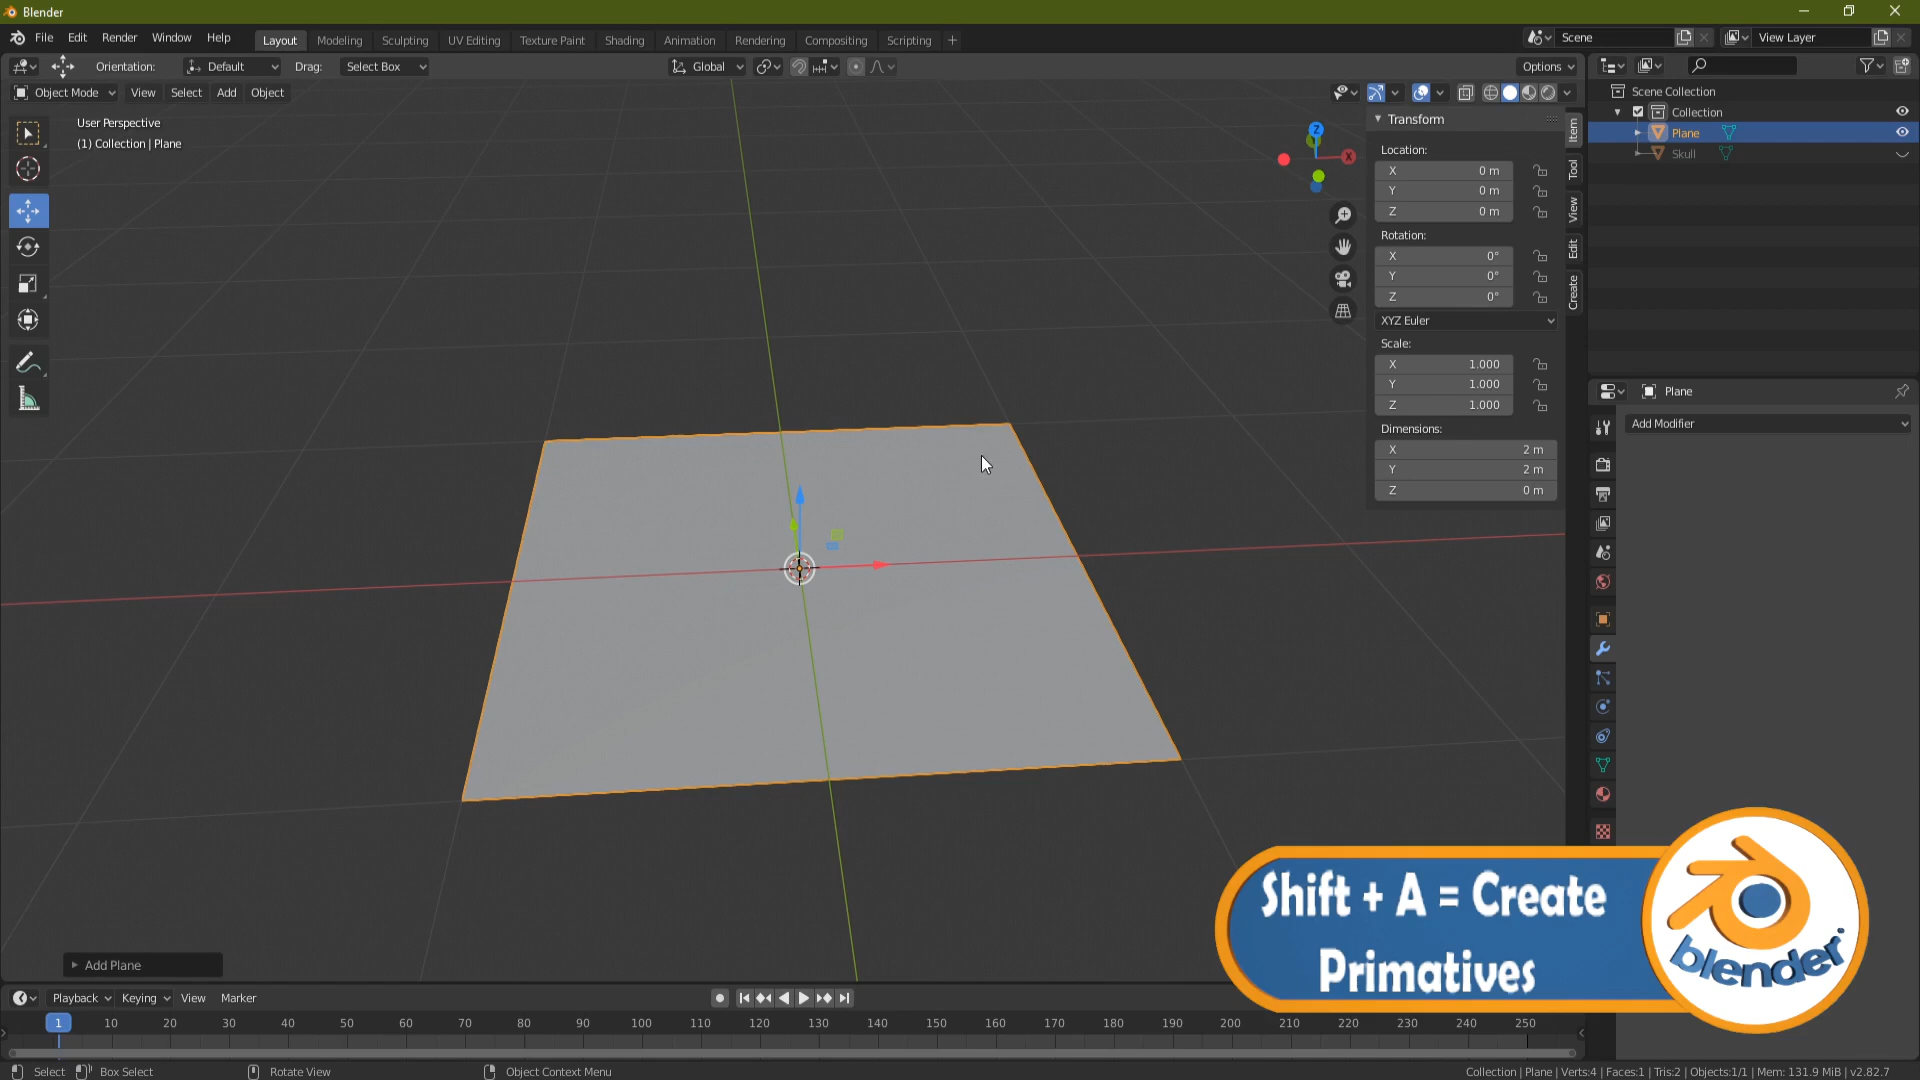 Blender
File Edit Render Window Help Layout Modeling Sculpting UV Editing Texture Paint Shading Animation Rendering Compositing Scripting + Scene View Layer
Orientation: Default Drag: Select Box Global Options
Object Mode View Select Add Object
User Perspective
(1) Collection | Plane
Z
X
Transform
Location:
X 0 m
Y 0 m
Z 0 m
Rotation:
X 0°
Y 0°
Z 0°
XYZ Euler
Scale:
X 1.000
Y 1.000
Z 1.000
Dimensions:
X 2 m
Y 2 m
Z 0 m
Item
Tool
View
Edit
Create
Scene Collection
Collection
Plane
Skull
Plane
Add Modifier
Shift + A = Create
Primatives
blender
Add Plane
Playback Keying View Marker
1 10 20 30 40 50 60 70 80 90 100 110 120 130 140 150 160 170 180 190 200 210 220 230 240 250
Select Box Select Rotate View Object Context Menu Collection | Plane | Verts:4 | Faces:1 | Tris:2 | Objects:1/1 | Mem: 131.9 MiB | v2.82.7